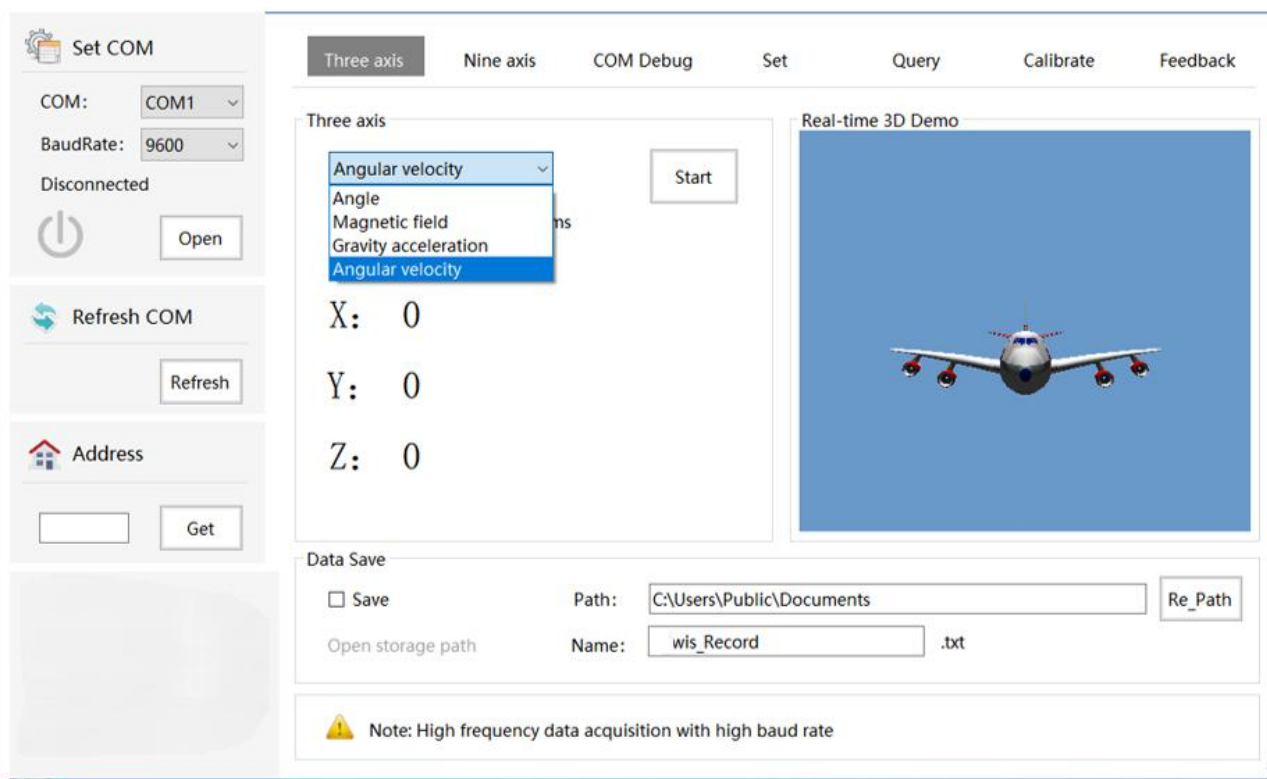 Set COM
COM: COM1
BaudRate: 9600
Disconnected
Open
Refresh COM
Refresh
Address
Get
Three axis Nine axis COM Debug Set Query Calibrate Feedback
Three axis
Angular velocity
Start
Angle
Magnetic field
ms
Gravity acceleration
Angular velocity
X: 0
Y: 0
Z: 0
Real-time 3D Demo
Data Save
Save Path: C:\Users\Public\Documents Re_Path
Open storage path Name: wis_Record .txt
Note: High frequency data acquisition with high baud rate